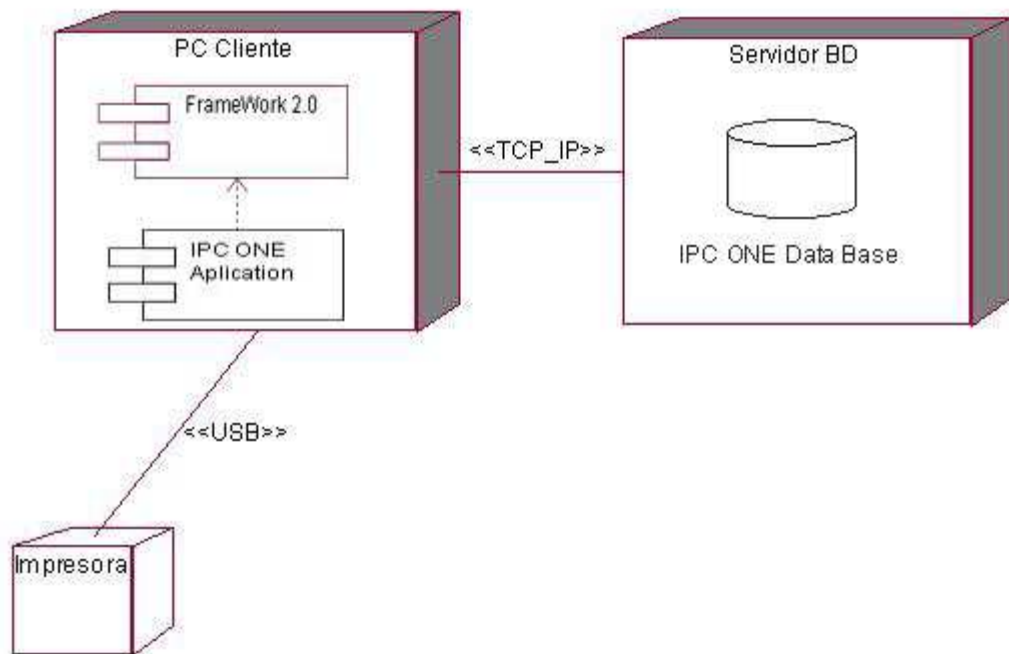 PC Cliente
FrameWork 2.0
IPC ONE
Aplication
<<TCP_IP>>
Servidor BD
IPC ONE Data Base
<<USB>>
Impresora